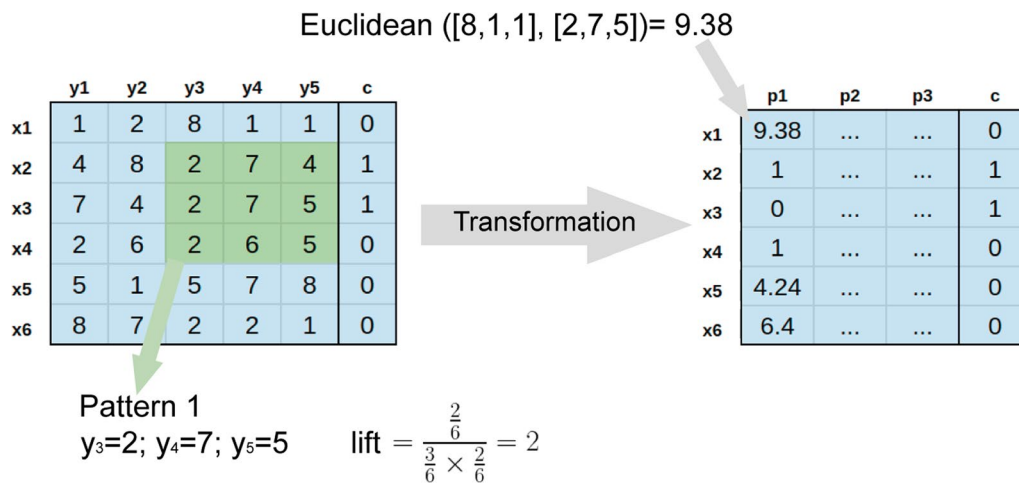 Euclidean ([8,1,1], [2,7,5])= 9.38
y1 y2 y3 y4 y5 c
x1 1 2 8 1 1 0
x2 4 8 2 7 4 1
x3 7 4 2 7 5 1
x4 2 6 2 6 5 0
x5 5 1 5 7 8 0
x6 8 7 2 2 1 0
Transformation
p1 p2 p3 c
x1 9.38 ... ... 0
x2 1 ... ... 1
x3 0 ... ... 1
x4 1 ... ... 0
x5 4.24 ... ... 0
x6 6.4 ... ... 0
Pattern 1
y₃=2; y₄=7; y₅=5
lift = \frac{\frac{2}{6}}{\frac{3}{6} × \frac{2}{6}} = 2